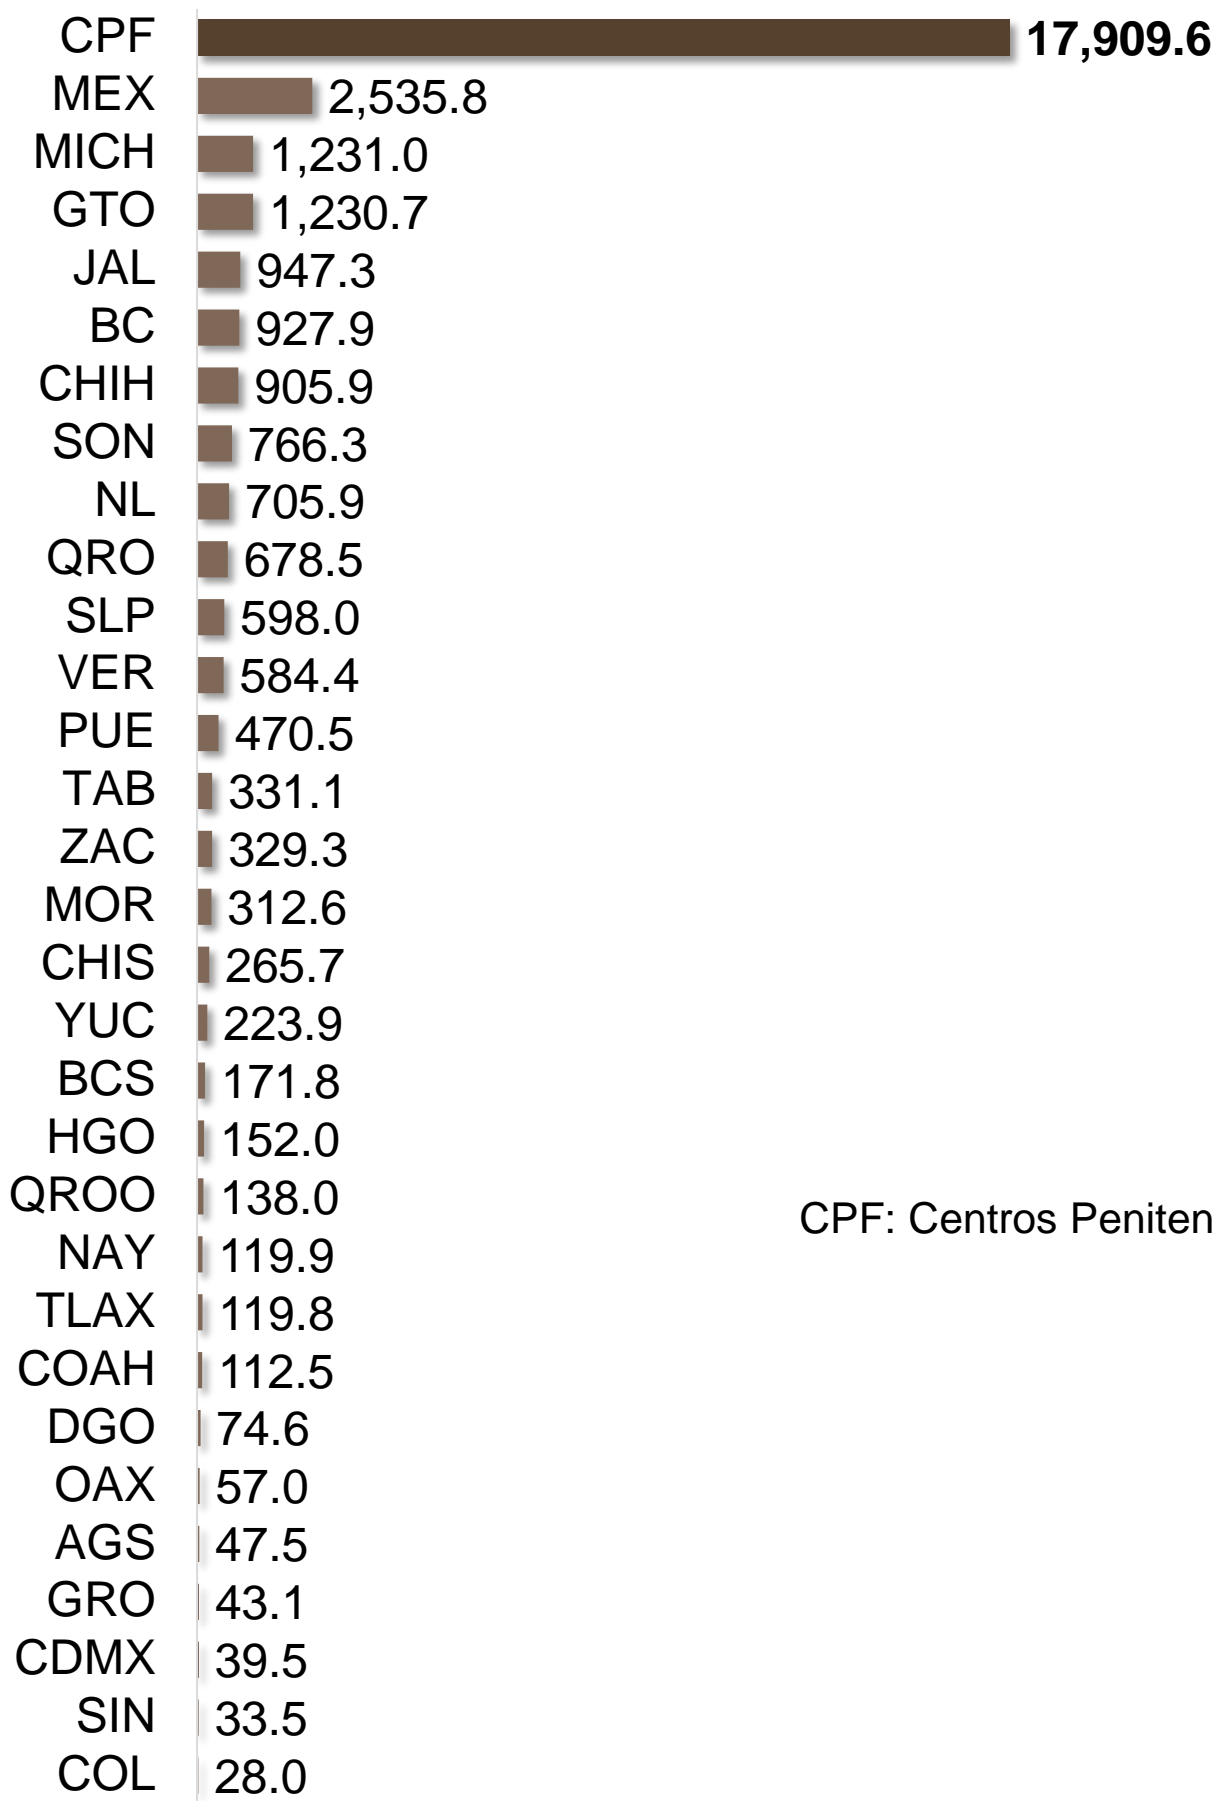 CPF 17,909.6
MEX 2,535.8
MICH 1,231.0
GTO 1,230.7
JAL 947.3
BC 927.9
CHIH 905.9
SON 766.3
NL 705.9
QRO 678.5
SLP 598.0
VER 584.4
PUE 470.5
TAB 331.1
ZAC 329.3
MOR 312.6
CHIS 265.7
YUC 223.9
BCS 171.8
HGO 152.0
QROO 138.0
CPF: Centros Peniten
NAY 119.9
TLAX 119.8
COAH 112.5
DGO 74.6
OAX 57.0
AGS 47.5
GRO 43.1
CDMX 39.5
SIN 33.5
COL 28.0